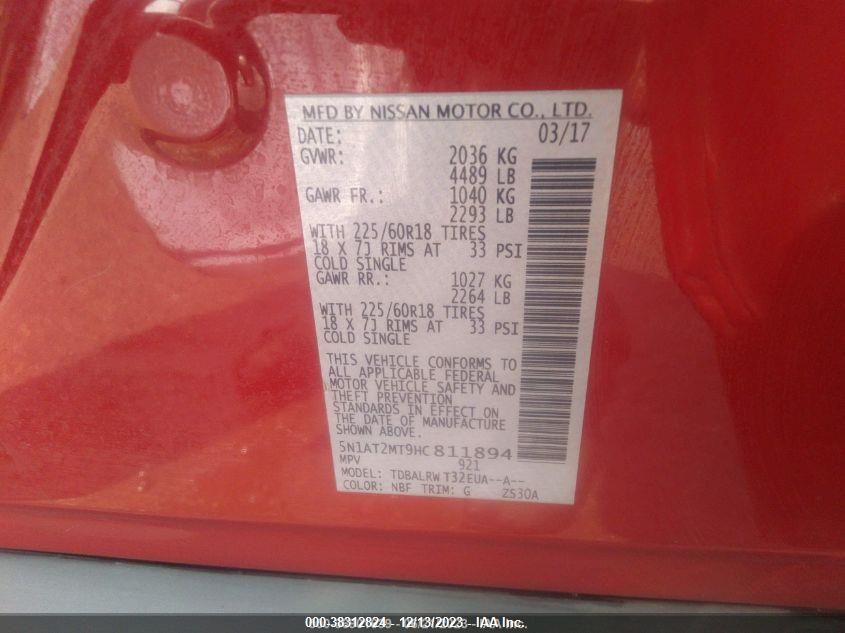 MFD BY NISSAN MOTOR CO., LTD.
DATE: 03/17
GVWR: 2036 KG
4489 LB
GAWR FR.: 1040 KG
2293 LB
WITH 225/60R18 TIRES
18 X 7J RIMS AT 33 PSI
COLD SINGLE
GAWR RR.: 1027 KG
2264 LB
WITH 225/60R18 TIRES
18 X 7J RIMS AT 33 PSI
COLD SINGLE
THIS VEHICLE CONFORMS TO
ALL APPLICABLE FEDERAL
MOTOR VEHICLE SAFETY AND
THEFT PREVENTION
STANDARDS IN EFFECT ON
THE DATE OF MANUFACTURE
SHOWN ABOVE.
5N1AT2MT9HC811894
MPV 921
MODEL: TDBALRW T32EUA--A--
COLOR: NBF TRIM: G ZS30A
000-38312824 - 12/13/2023 - IAA Inc.